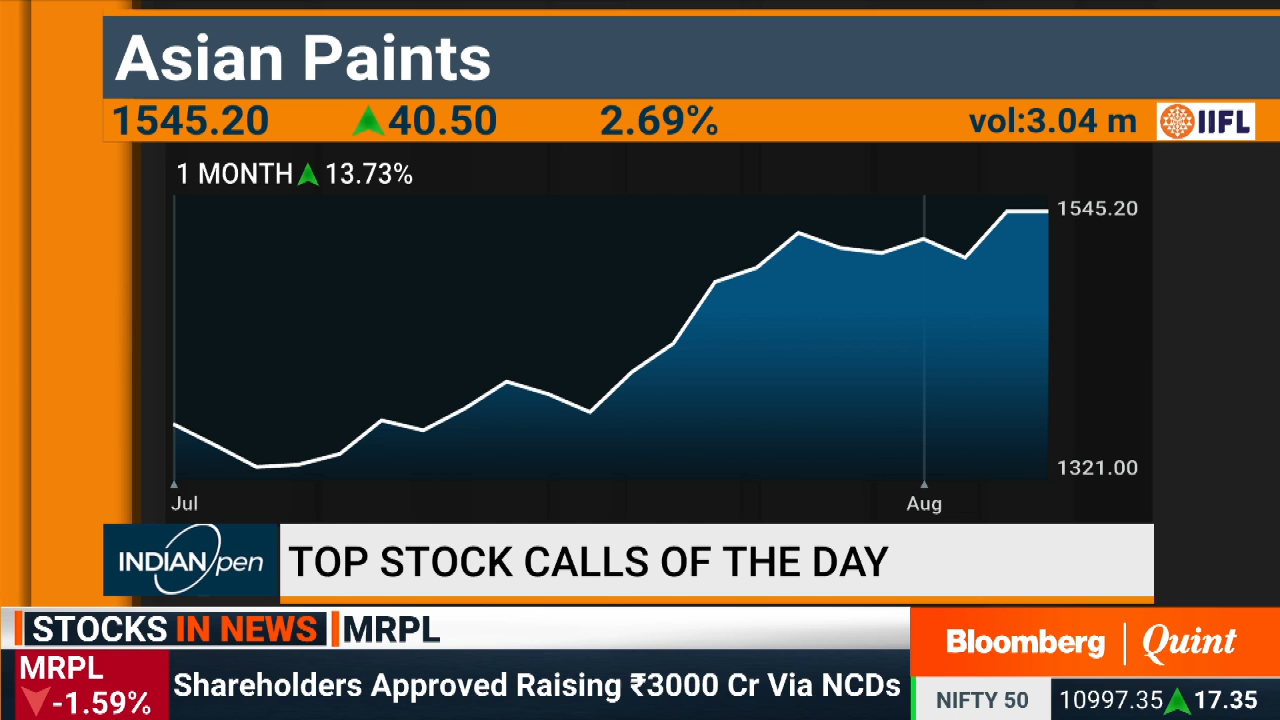 Asian Paints
1545.20 ▲40.50 2.69% vol:3.04 m IIFL
1 MONTH▲13.73%
1545.20
1321.00
Jul Aug
INDIAN Open TOP STOCK CALLS OF THE DAY
STOCKS IN NEWS MRPL
Bloomberg | Quint
MRPL
▼-1.59%
Shareholders Approved Raising ₹3000 Cr Via NCDs
NIFTY 50 10997.35▲17.35